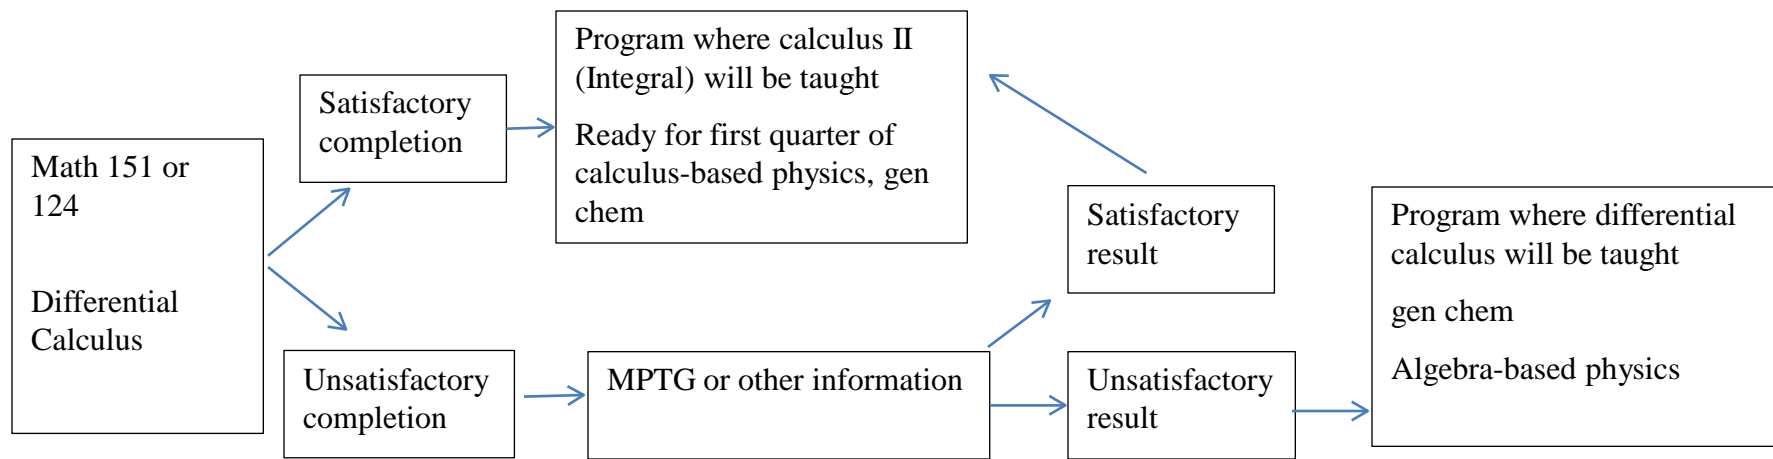 Math 151 or
124
Differential
Calculus
Satisfactory
completion
Program where calculus II
(Integral) will be taught
Ready for first quarter of
calculus-based physics, gen
chem
Unsatisfactory
completion
MPTG or other information
Satisfactory
result
Unsatisfactory
result
Program where differential
calculus will be taught
gen chem
Algebra-based physics